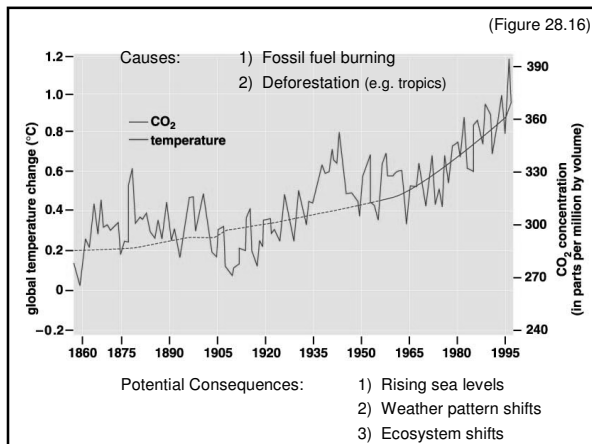 (Figure 28.16)
Causes: 1) Fossil fuel burning
2) Deforestation (e.g. tropics)
CO₂
temperature
global temperature change (°C)
1.2
1.0
0.8
0.6
0.4
0.2
0
–0.2
CO₂ concentration
(in parts per million by volume)
390
360
330
300
270
240
1860 1875 1890 1905 1920 1935 1950 1965 1980 1995
Potential Consequences: 1) Rising sea levels
2) Weather pattern shifts
3) Ecosystem shifts